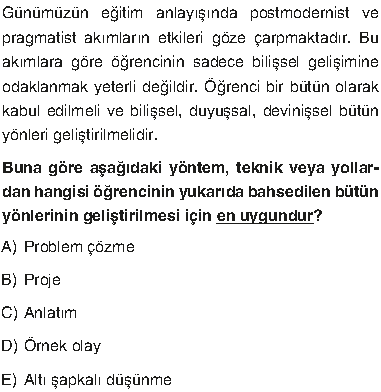 Günümüzün eğitim anlayışında postmodernist ve
pragmatist akımların etkileri göze çarpmaktadır. Bu
akımlara göre öğrencinin sadece bilişsel gelişimine
odaklanmak yeterli değildir. Öğrenci bir bütün olarak
kabul edilmeli ve bilişsel, duyuşsal, devinişsel bütün
yönleri geliştirilmelidir.
Buna göre aşağıdaki yöntem, teknik veya yollar-
dan hangisi öğrencinin yukarıda bahsedilen bütün
yönlerinin geliştirilmesi için en uygundur?
A) Problem çözme
B) Proje
C) Anlatım
D) Örnek olay
E) Altı şapkalı düşünme